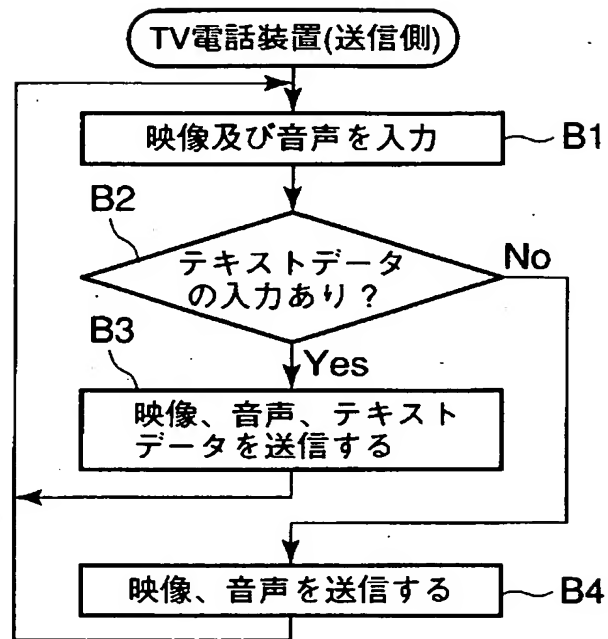 TV電話装置(送信側)
映像及び音声を入力
B1
B2
テキストデータ
の入力あり？
No
B3
Yes
映像、音声、テキスト
データを送信する
映像、音声を送信する
B4